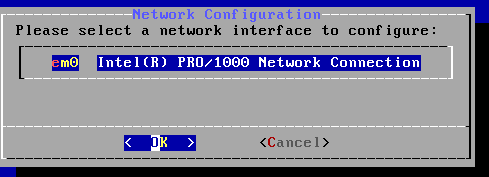 Network Configuration
Please select a network interface to configure:
em0 Intel(R) PRO/1000 Network Connection
< OK > <Cancel>